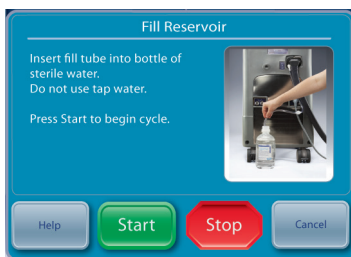 Fill Reservoir
Insert fill tube into bottle of
sterile water.
Do not use tap water.
Press Start to begin cycle.
Help
Start
Stop
Cancel